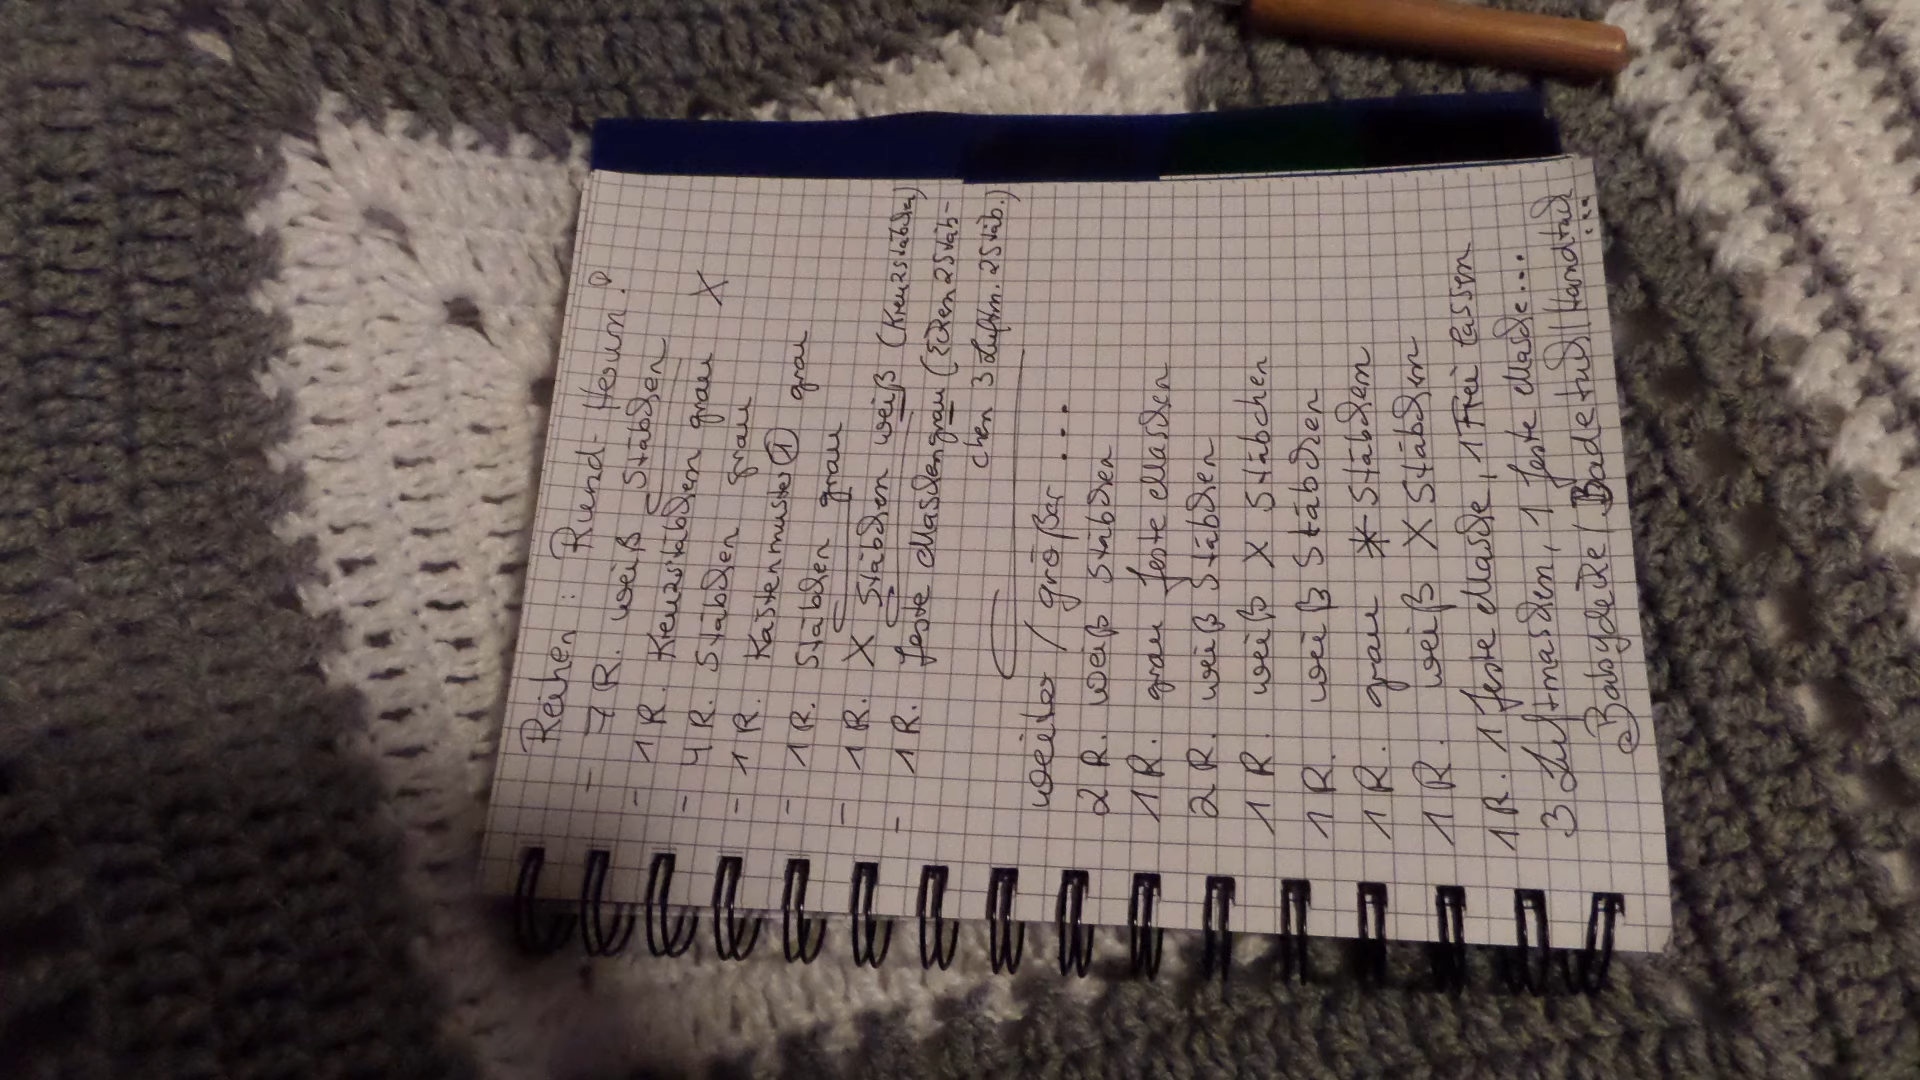 Reihen : Rund-Herum !
- 7 R. weiß Stäbchen
- 1 R. Kreuzstäbchen grau X
- 4 R. Stäbchen grau
- 1 R. Kästenmuster ① grau
- 1 R. Stäbchen grau
- 1 R. X Stäbchen weiß (Kreuzstäbchen)
- 1 R. feste Maschen grau (Ecken 2 Stäb-
chen 3 Luftm. 2 Stäb.)
weiter / größer ...
2 R. weiß Stäbchen
1 R. grau feste Maschen
2 R. weiß Stäbchen
1 R. weiß X Stäbchen
1 R. weiß Stäbchen
1 R. grau * Stäbchen
1 R. weiß X Stäbchen
1 R. 1 feste Masche, 1 Frei lassen
3 Luftmaschen, 1 feste Masche...
Babydecke / Badetuch / Handtuch
...